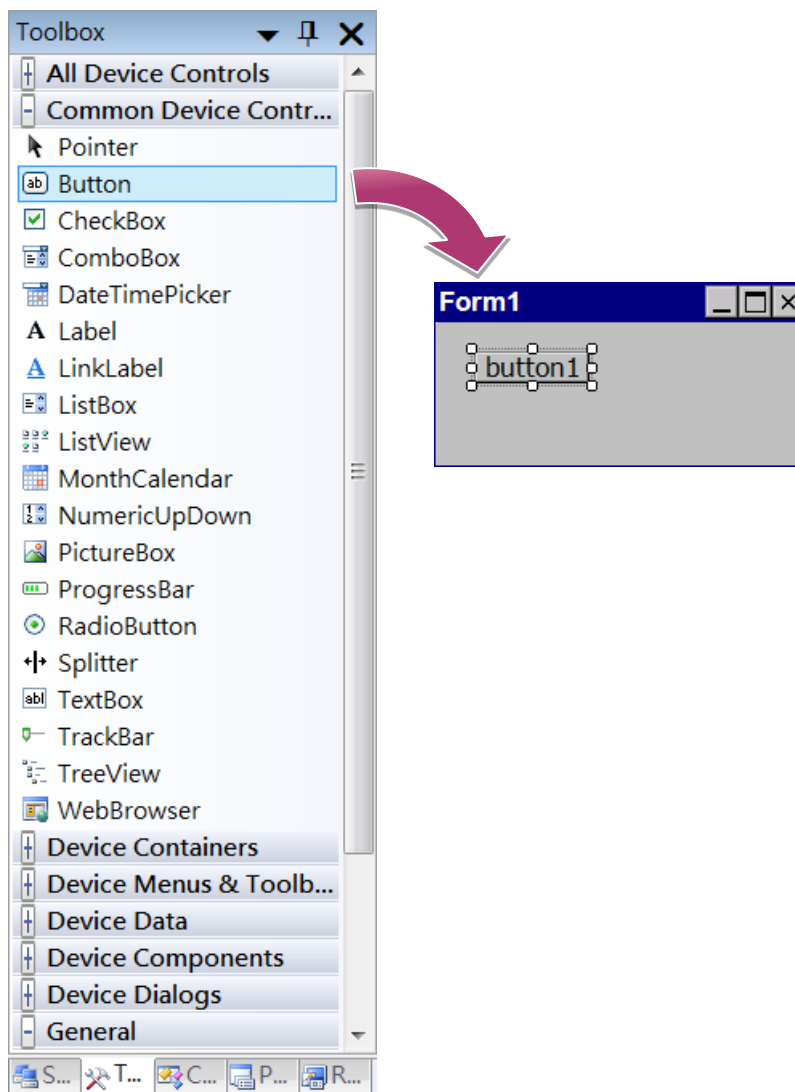 Toolbox
All Device Controls
Common Device Contr...
Pointer
ab Button
CheckBox
ComboBox
DateTimePicker
A Label
A LinkLabel
ListBox
ListView
MonthCalendar
NumericUpDown
PictureBox
ProgressBar
RadioButton
Splitter
abl TextBox
TrackBar
TreeView
WebBrowser
Device Containers
Device Menus & Toolb...
Device Data
Device Components
Device Dialogs
General
S... T... C... P... R...
Form1
button1